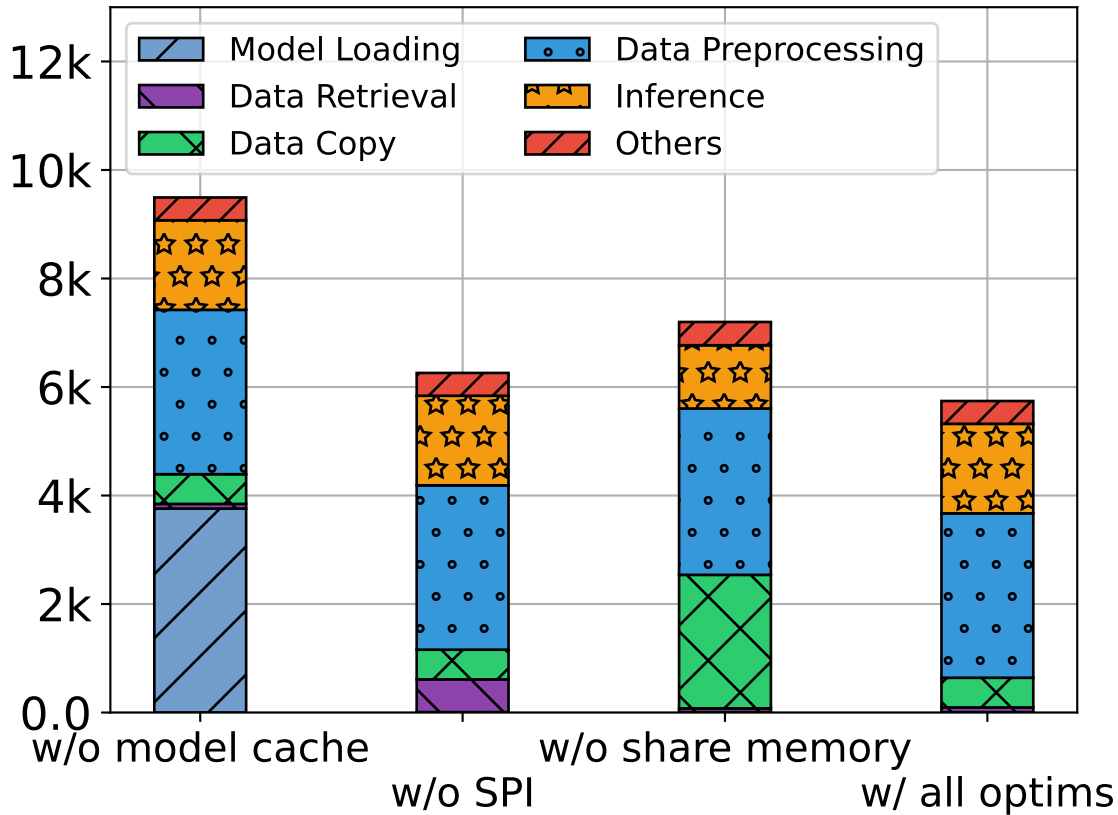 12k
10k
8k
6k
4k
2k
0.0
Model Loading
Data Retrieval
Data Copy
Data Preprocessing
Inference
Others
w/o model cache
w/o SPI
w/o share memory
w/ all optims